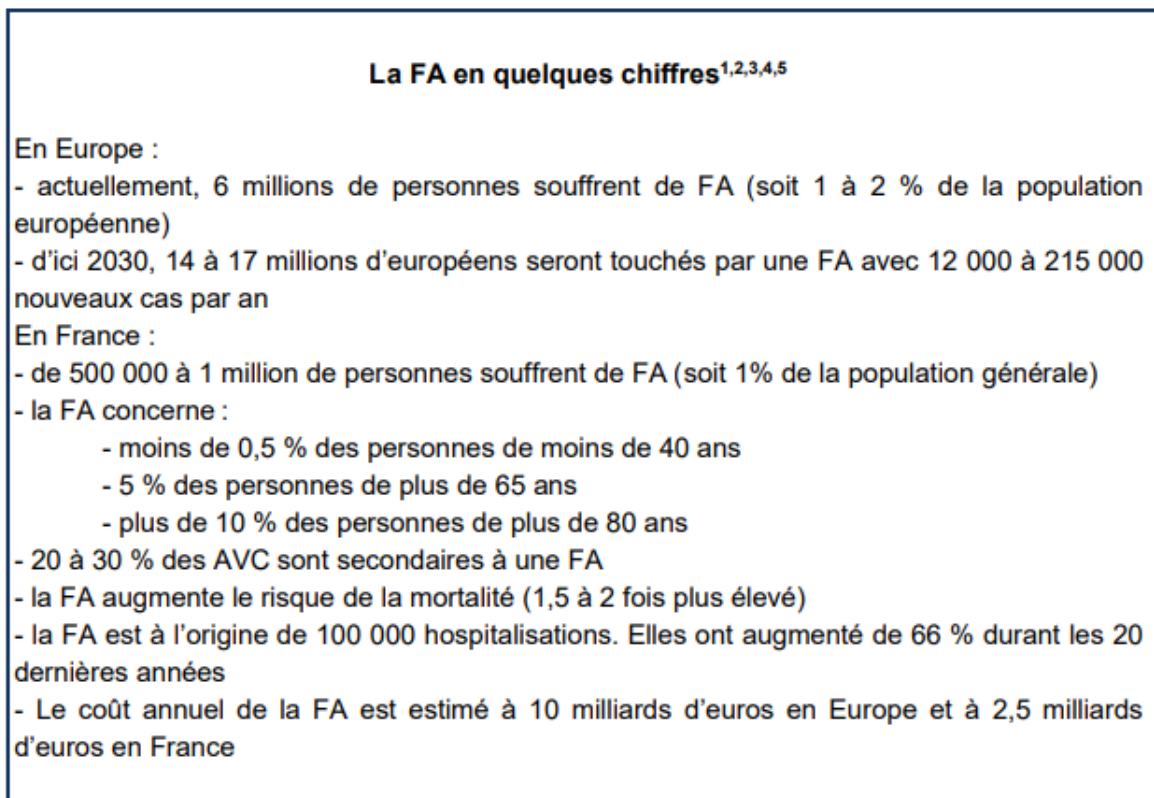 La FA en quelques chiffres1,2,3,4,5
En Europe :
- actuellement, 6 millions de personnes souffrent de FA (soit 1 à 2 % de la population
européenne)
- d'ici 2030, 14 à 17 millions d'européens seront touchés par une FA avec 12 000 à 215 000
nouveaux cas par an
En France :
- de 500 000 à 1 million de personnes souffrent de FA (soit 1% de la population générale)
- la FA concerne :
- moins de 0,5 % des personnes de moins de 40 ans
- 5 % des personnes de plus de 65 ans
- plus de 10 % des personnes de plus de 80 ans
- 20 à 30 % des AVC sont secondaires à une FA
- la FA augmente le risque de la mortalité (1,5 à 2 fois plus élevé)
- la FA est à l'origine de 100 000 hospitalisations. Elles ont augmenté de 66 % durant les 20
dernières années
- Le coût annuel de la FA est estimé à 10 milliards d'euros en Europe et à 2,5 milliards
d'euros en France